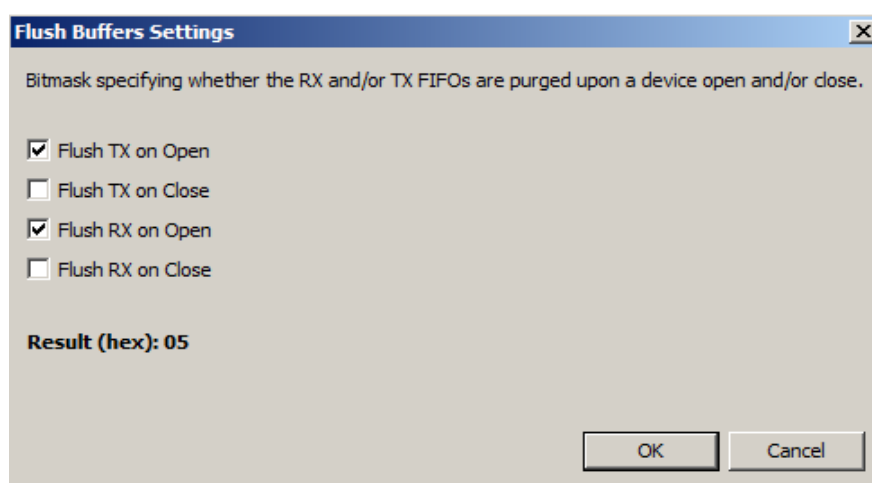 Flush Buffers Settings
Bitmask specifying whether the RX and/or TX FIFOs are purged upon a device open and/or close.
Flush TX on Open
Flush TX on Close
Flush RX on Open
Flush RX on Close
Result (hex): 05
OK Cancel